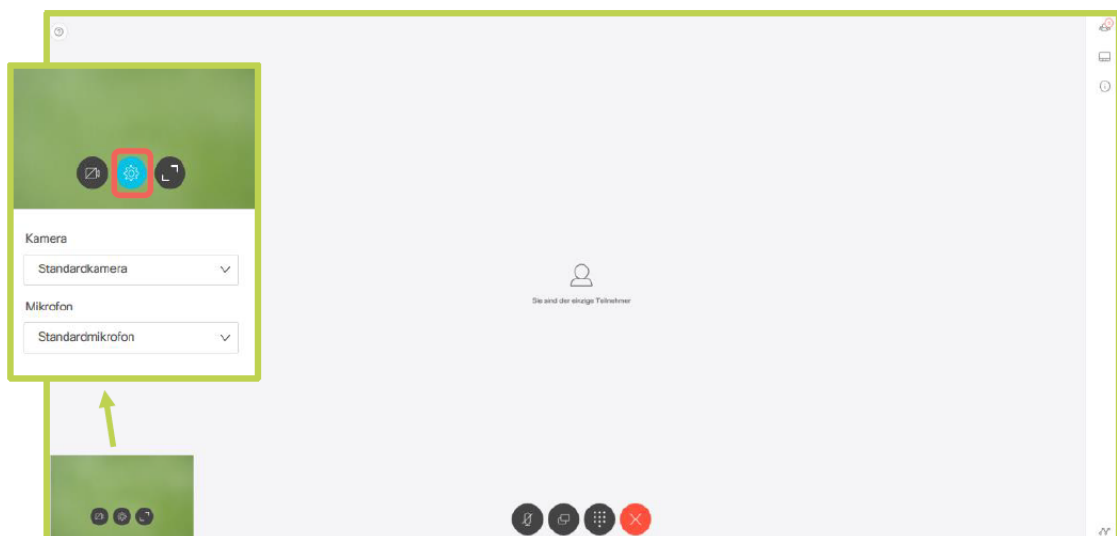 Kamera
Standardkamera
Mikrofon
Standardmikrofon
Sie sind der einzige Teilnehmer